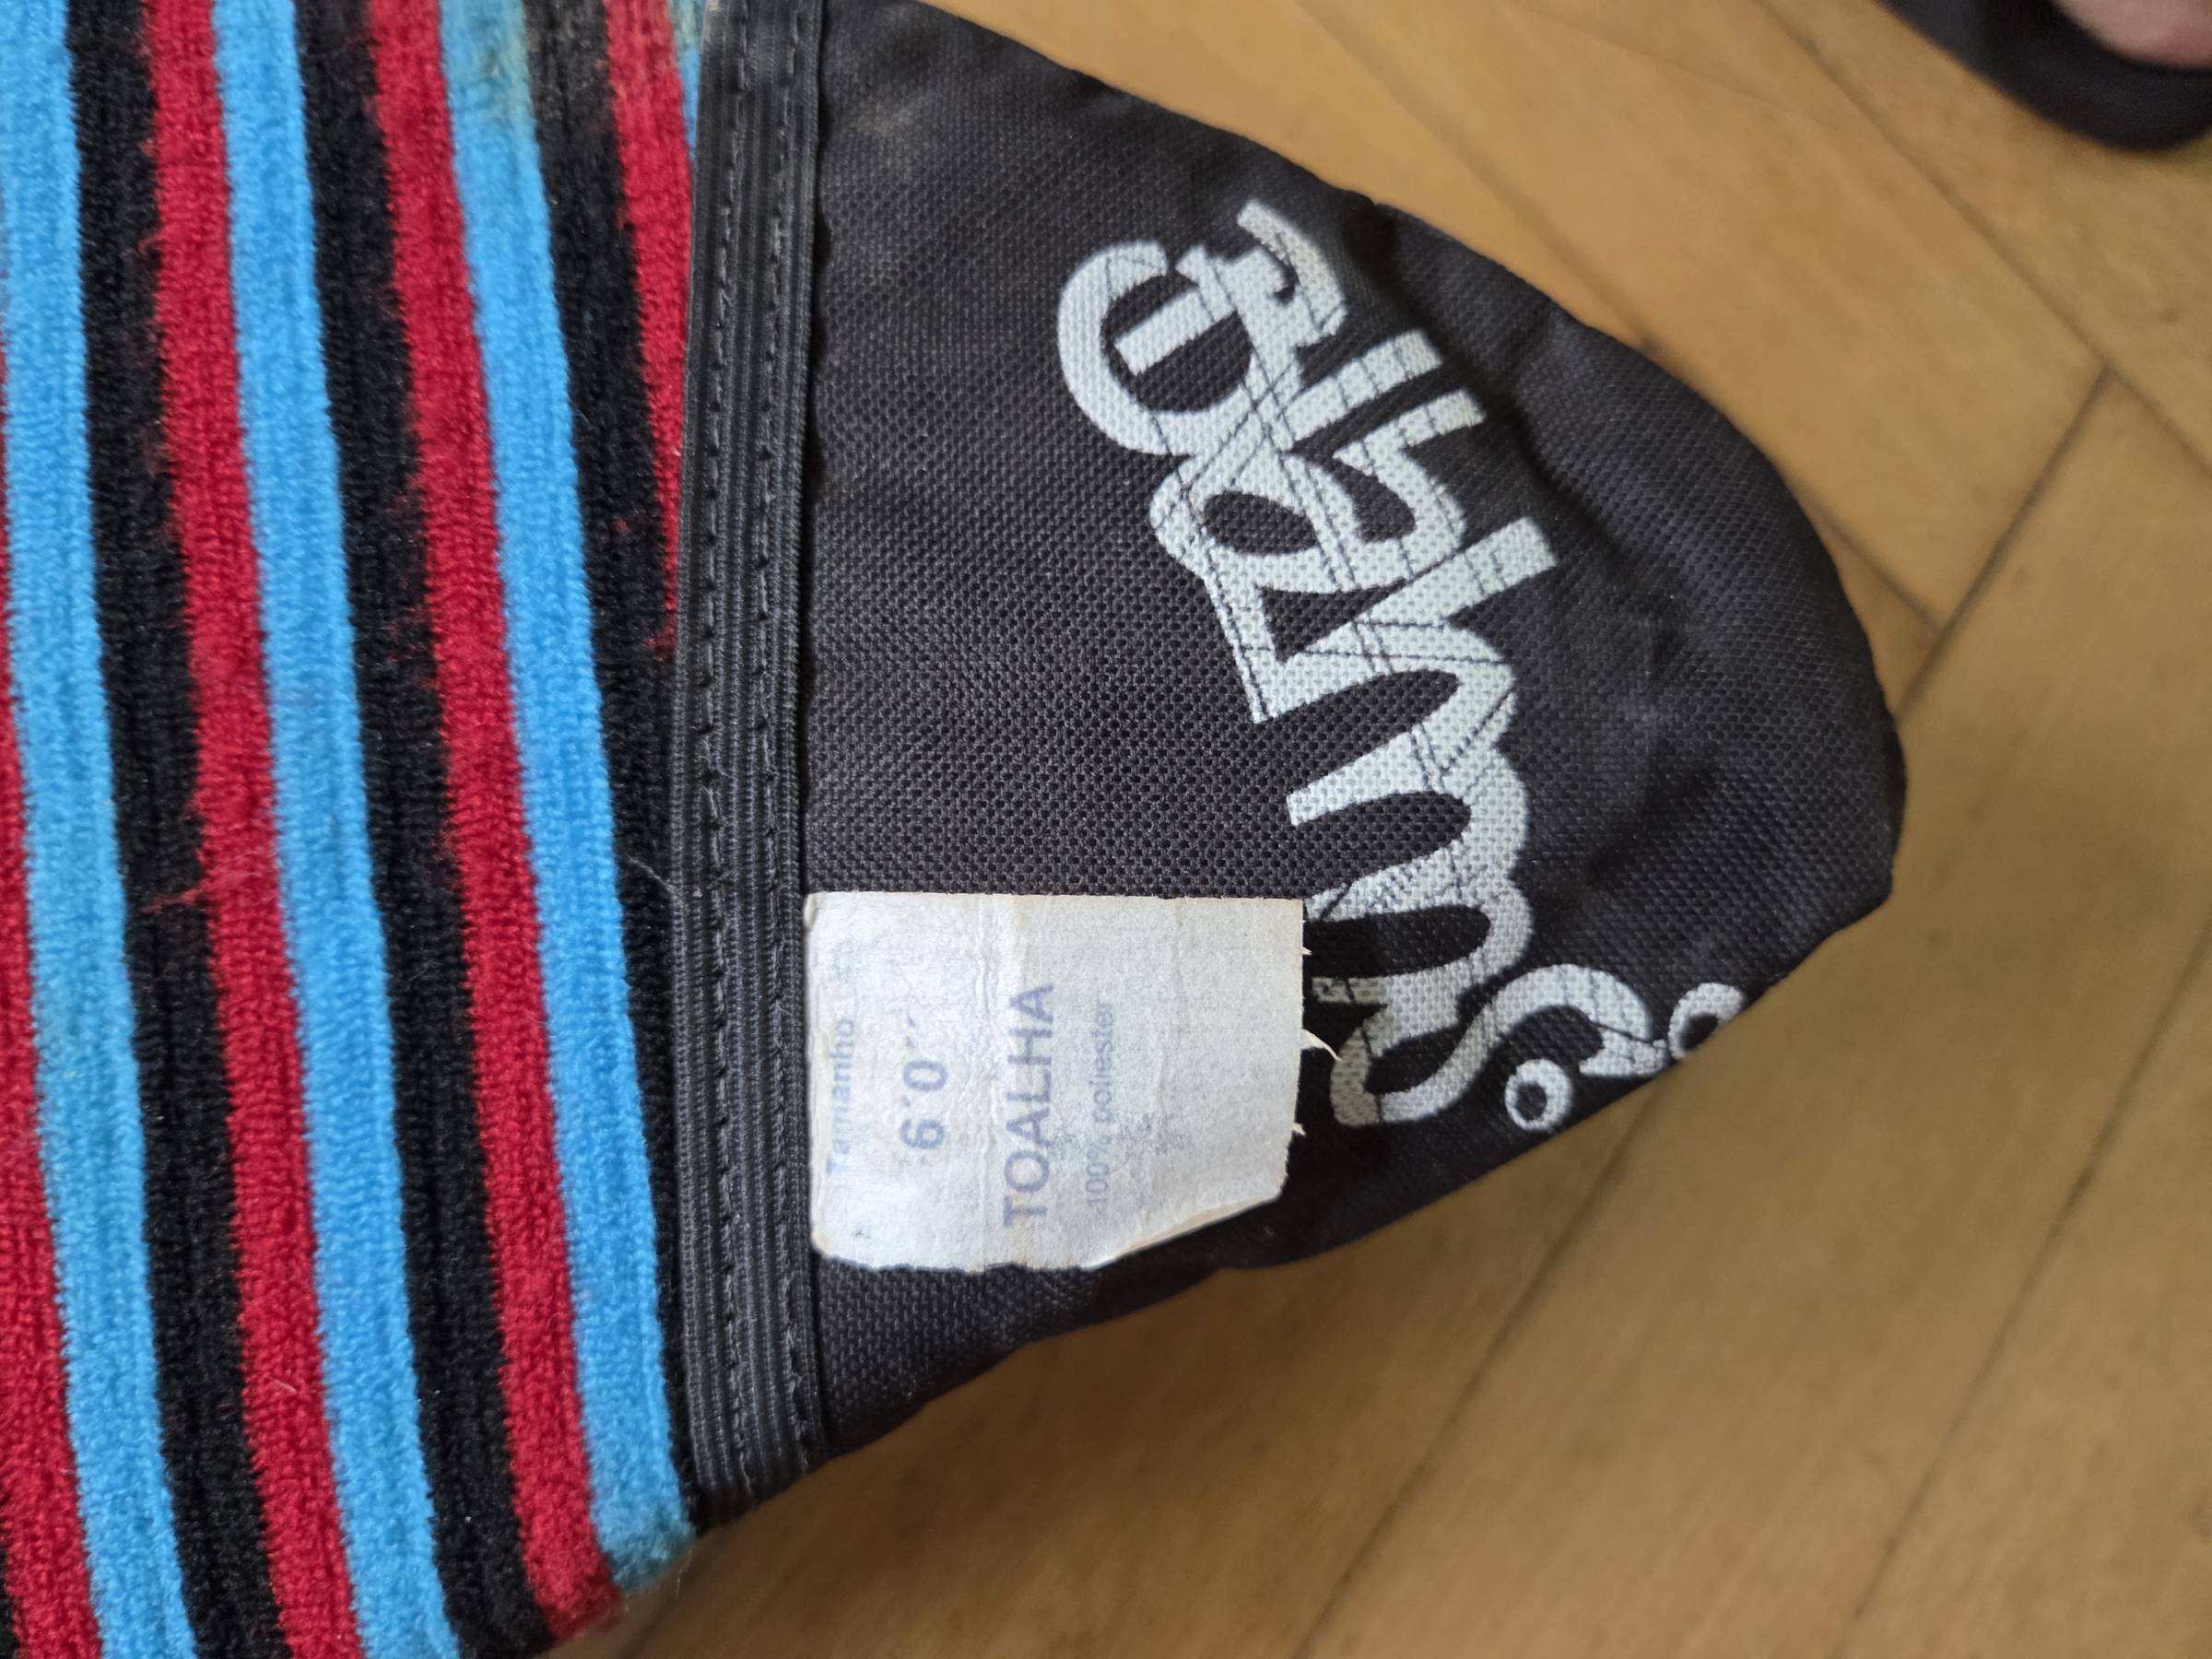 Tamanho
6'0''
TOALHA
100% poliester